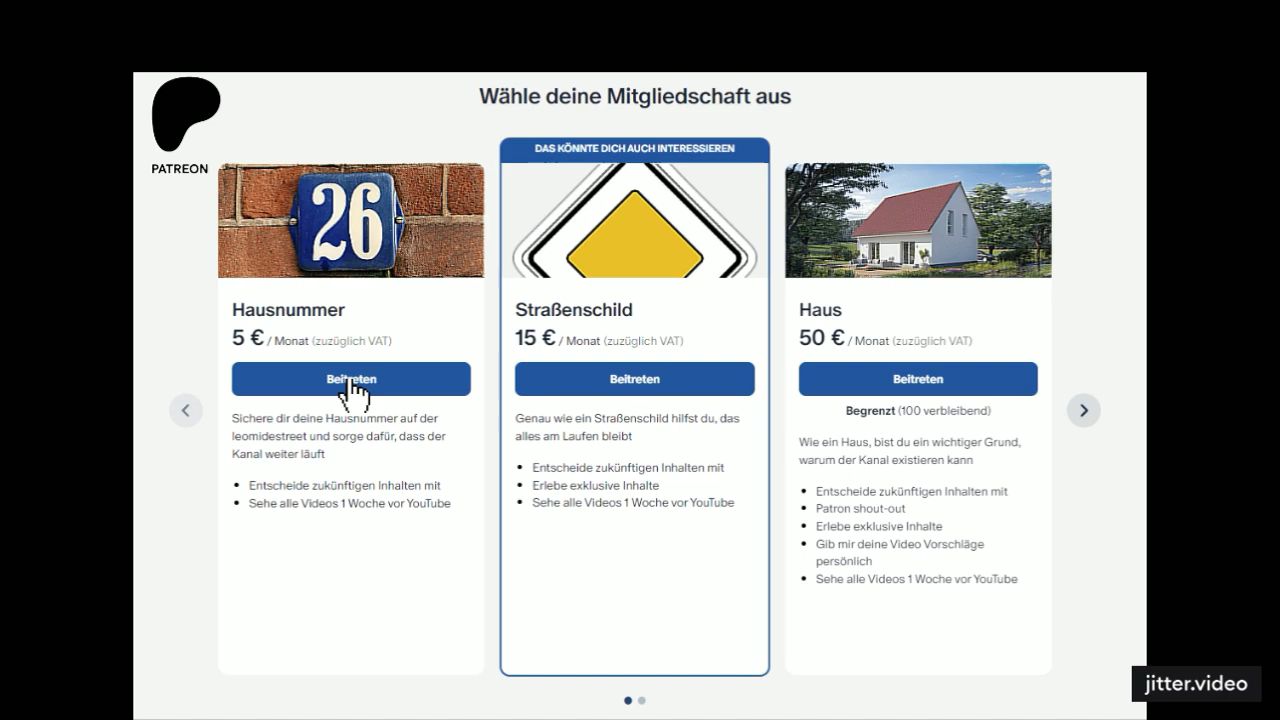 PATREON
Wähle deine Mitgliedschaft aus
26
Hausnummer
5 € / Monat (zuzüglich VAT)
Beitreten
Sichere dir deine Hausnummer auf der
leomidestreet und sorge dafür, dass der
Kanal weiter läuft
• Entscheide zukünftigen Inhalten mit
• Sehe alle Videos 1 Woche vor YouTube
DAS KÖNNTE DICH AUCH INTERESSIEREN
Straßenschild
15 € / Monat (zuzüglich VAT)
Beitreten
Genau wie ein Straßenschild hilfst du, das
alles am Laufen bleibt
• Entscheide zukünftigen Inhalten mit
• Erlebe exklusive Inhalte
• Sehe alle Videos 1 Woche vor YouTube
Haus
50 € / Monat (zuzüglich VAT)
Beitreten
Begrenzt (100 verbleibend)
Wie ein Haus, bist du ein wichtiger Grund,
warum der Kanal existieren kann
• Entscheide zukünftigen Inhalten mit
• Patron shout-out
• Erlebe exklusive Inhalte
• Gib mir deine Video Vorschläge
persönlich
• Sehe alle Videos 1 Woche vor YouTube
jitter.video